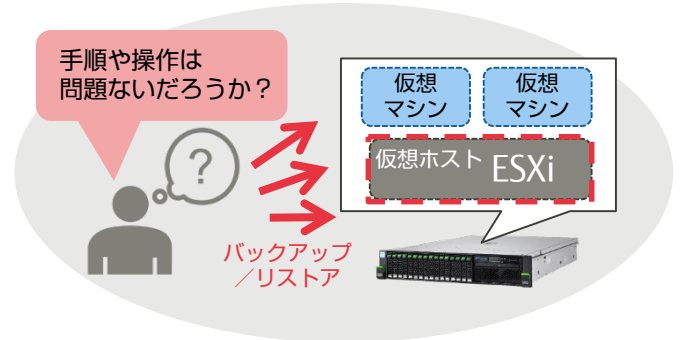 手順や操作は
問題ないだろうか？
?
仮想
マシン
仮想
マシン
仮想ホスト ESXi
バックアップ
／リストア